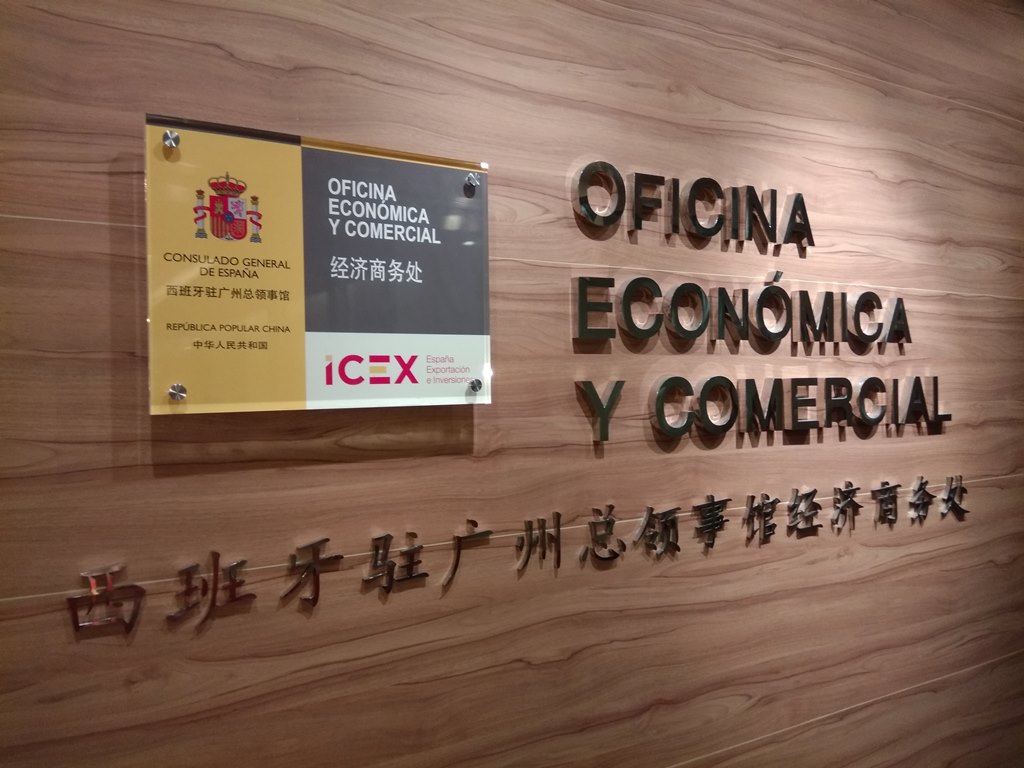 CONSULADO GENERAL
DE ESPAÑA
西班牙驻广州总领事馆
REPÚBLICA POPULAR CHINA
中华人民共和国
OFICINA
ECONÓMICA
Y COMERCIAL
经济商务处
iCEX
España
Exportación
e Inversiones
OFICINA
ECONÓMICA
Y COMERCIAL
西班牙驻广州总领事馆经济商务处